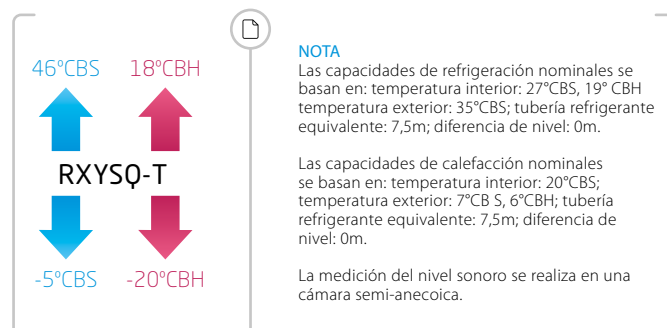 46°CBS 18°CBH
RXYSQ-T
-5°CBS -20°CBH
NOTA
Las capacidades de refrigeración nominales se
basan en: temperatura interior: 27°CBS, 19° CBH
temperatura exterior: 35°CBS; tubería refrigerante
equivalente: 7,5m; diferencia de nivel: 0m.
Las capacidades de calefacción nominales
se basan en: temperatura interior: 20°CBS;
temperatura exterior: 7°CB S, 6°CBH; tubería
refrigerante equivalente: 7,5m; diferencia de
nivel: 0m.
La medición del nivel sonoro se realiza en una
cámara semi-anecoica.